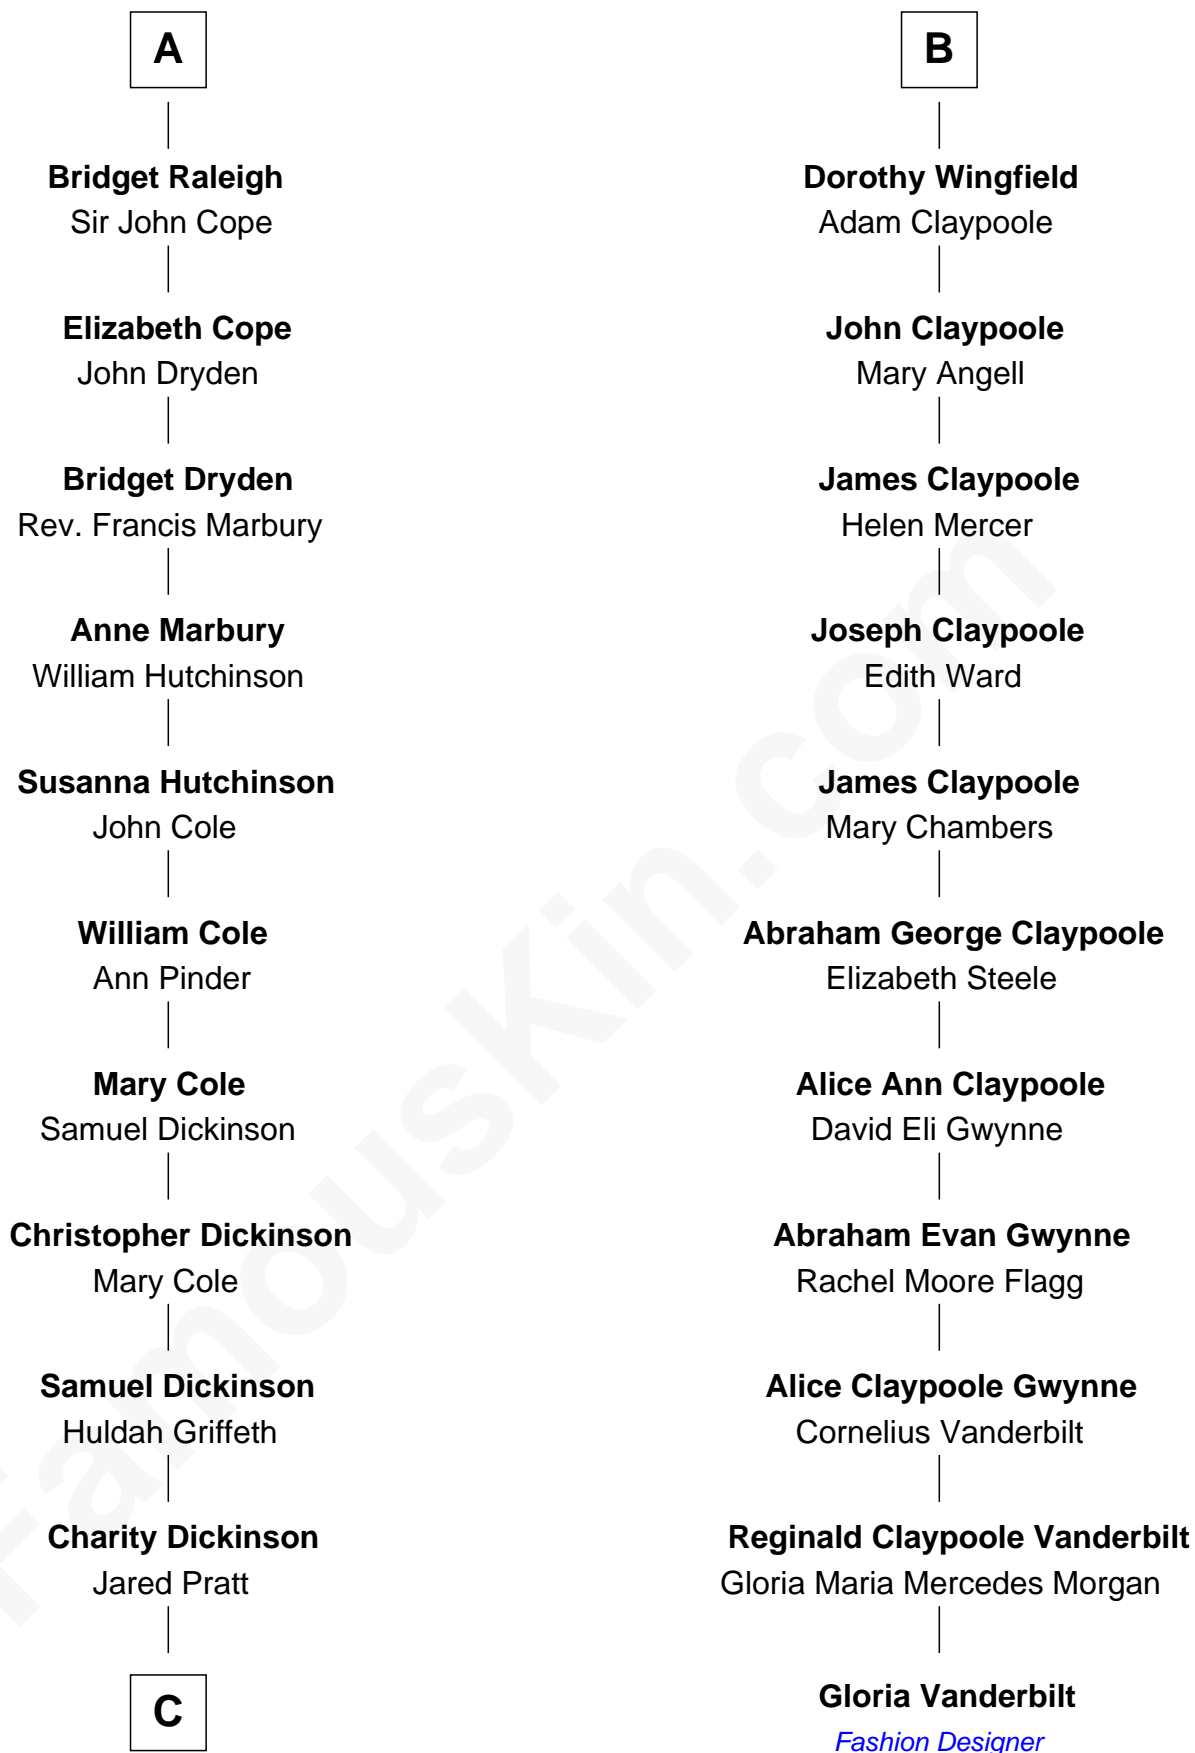 A
Bridget Raleigh
Sir John Cope
Elizabeth Cope
John Dryden
Bridget Dryden
Rev. Francis Marbury
Anne Marbury
William Hutchinson
Susanna Hutchinson
John Cole
William Cole
Ann Pinder
Mary Cole
Samuel Dickinson
Christopher Dickinson
Mary Cole
Samuel Dickinson
Huldah Griffeth
Charity Dickinson
Jared Pratt
C
B
Dorothy Wingfield
Adam Claypoole
John Claypoole
Mary Angell
James Claypoole
Helen Mercer
Joseph Claypoole
Edith Ward
James Claypoole
Mary Chambers
Abraham George Claypoole
Elizabeth Steele
Alice Ann Claypoole
David Eli Gwynne
Abraham Evan Gwynne
Rachel Moore Flagg
Alice Claypoole Gwynne
Cornelius Vanderbilt
Reginald Claypoole Vanderbilt
Gloria Maria Mercedes Morgan
Gloria Vanderbilt
Fashion Designer
FamousKin.com